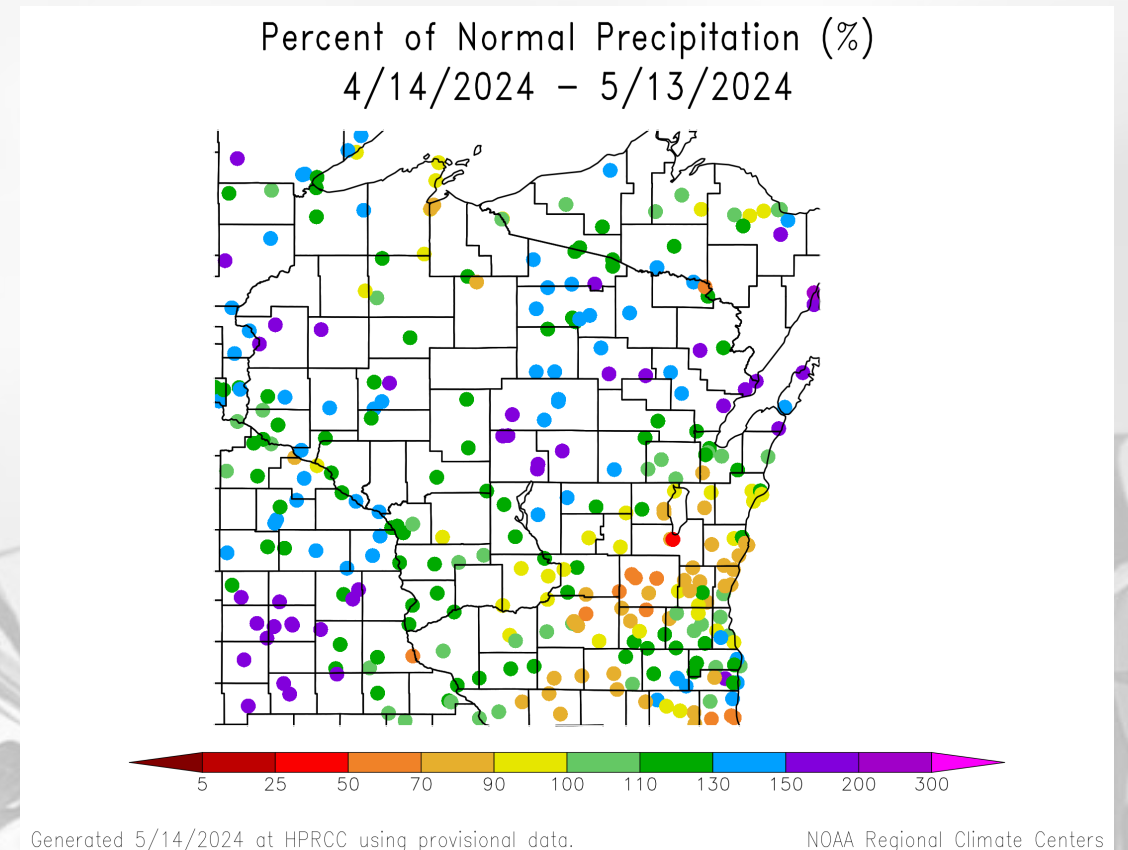 Percent of Normal Precipitation (%)
4/14/2024 – 5/13/2024
5 25 50 70 90 100 110 130 150 200 300
Generated 5/14/2024 at HPRCC using provisional data.
NOAA Regional Climate Centers